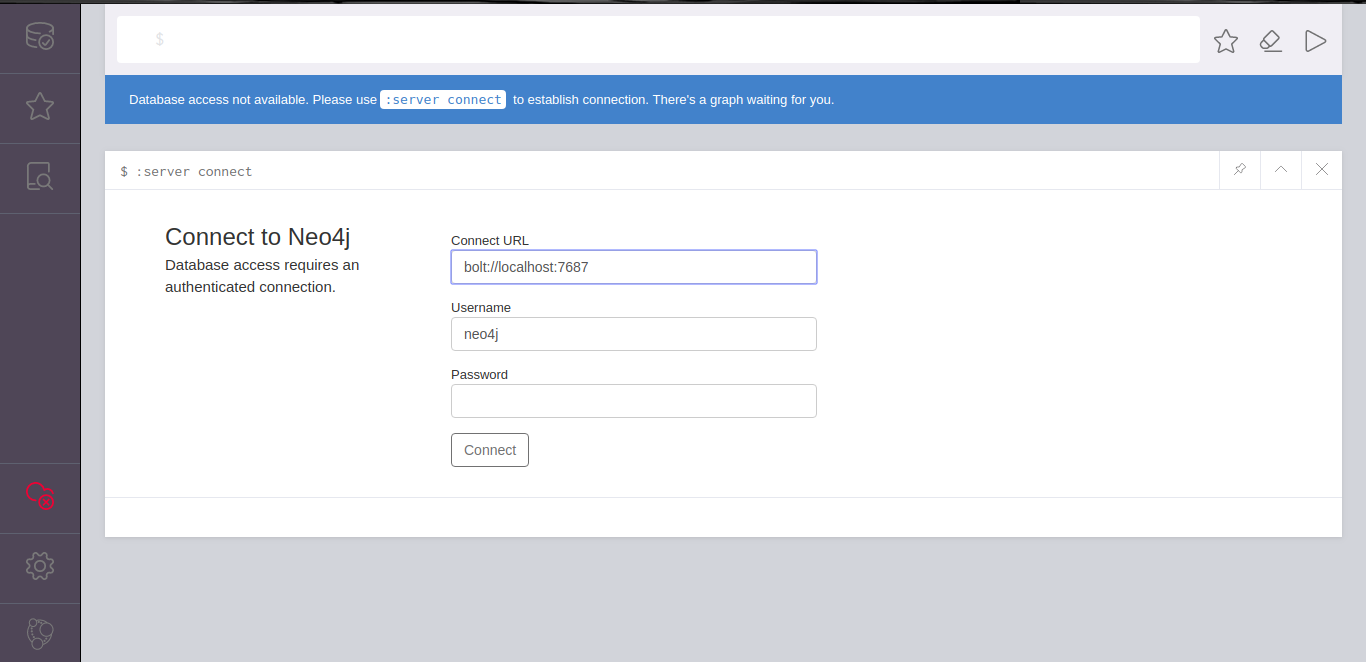 $
Database access not available. Please use :server connect to establish connection. There's a graph waiting for you.
$ :server connect
Connect to Neo4j
Database access requires an
authenticated connection.
Connect URL
bolt://localhost:7687
Username
neo4j
Password
Connect